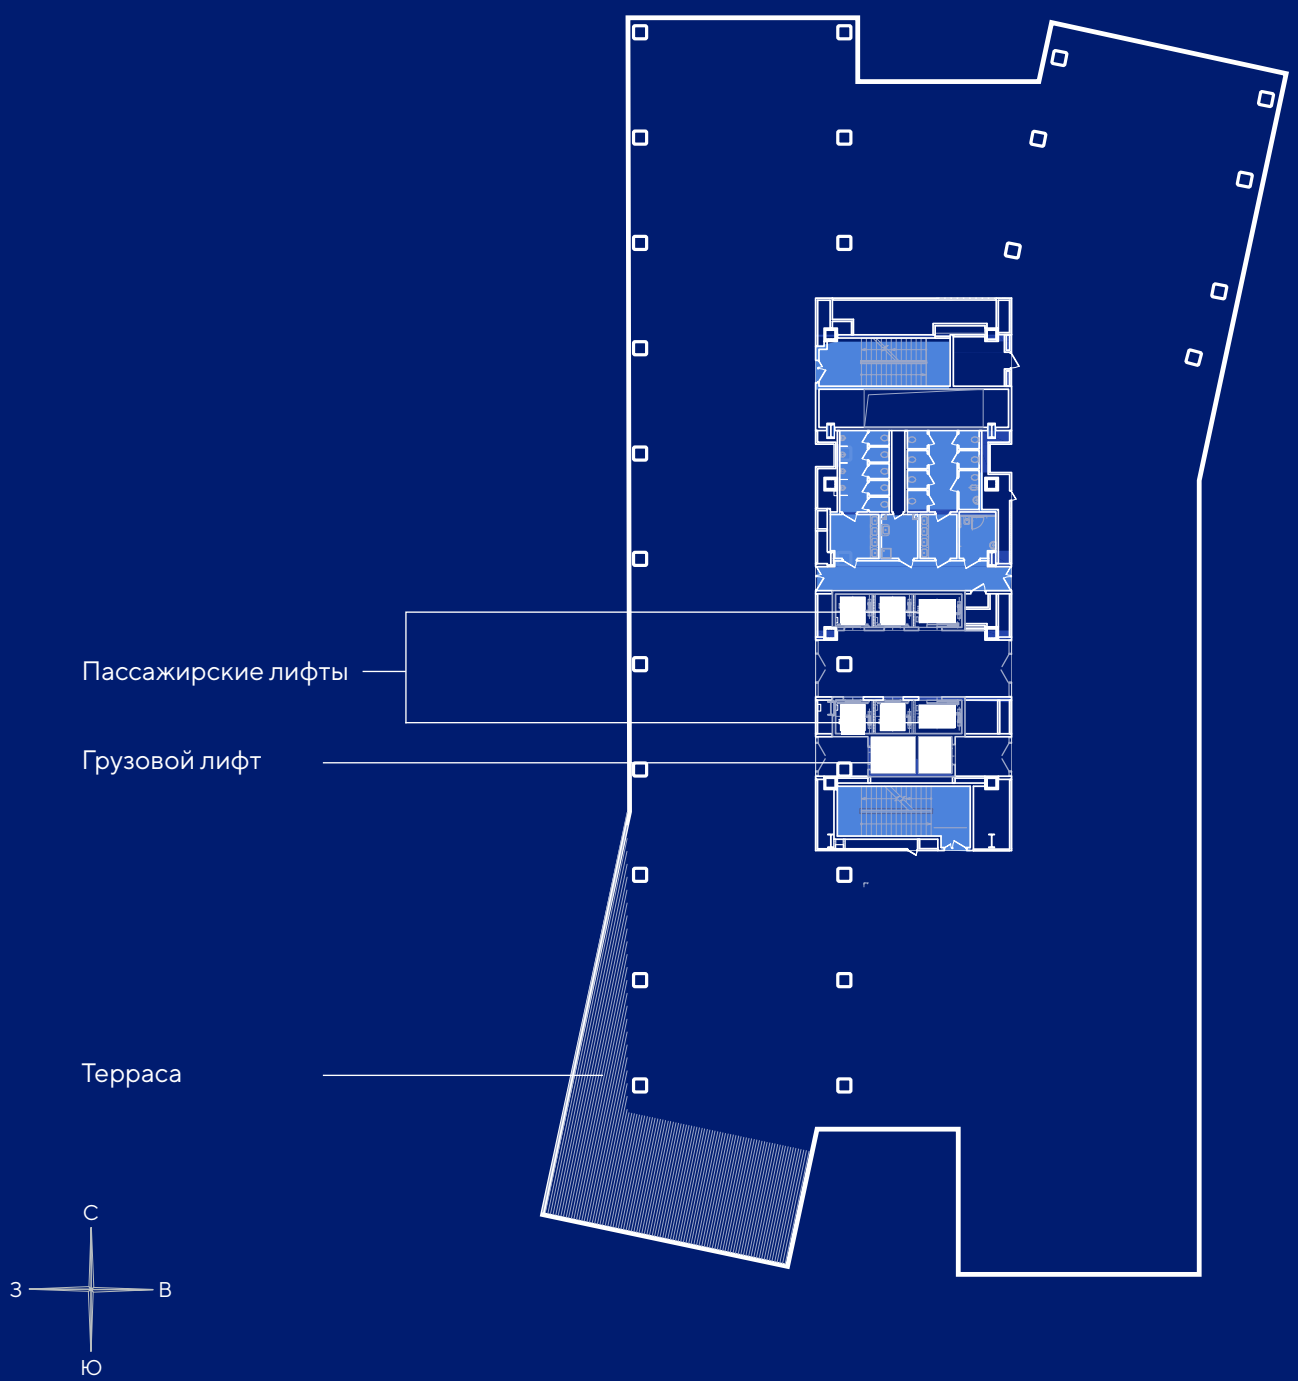 Пассажирские лифты
Грузовой лифт
Терраса
С
З В
Ю